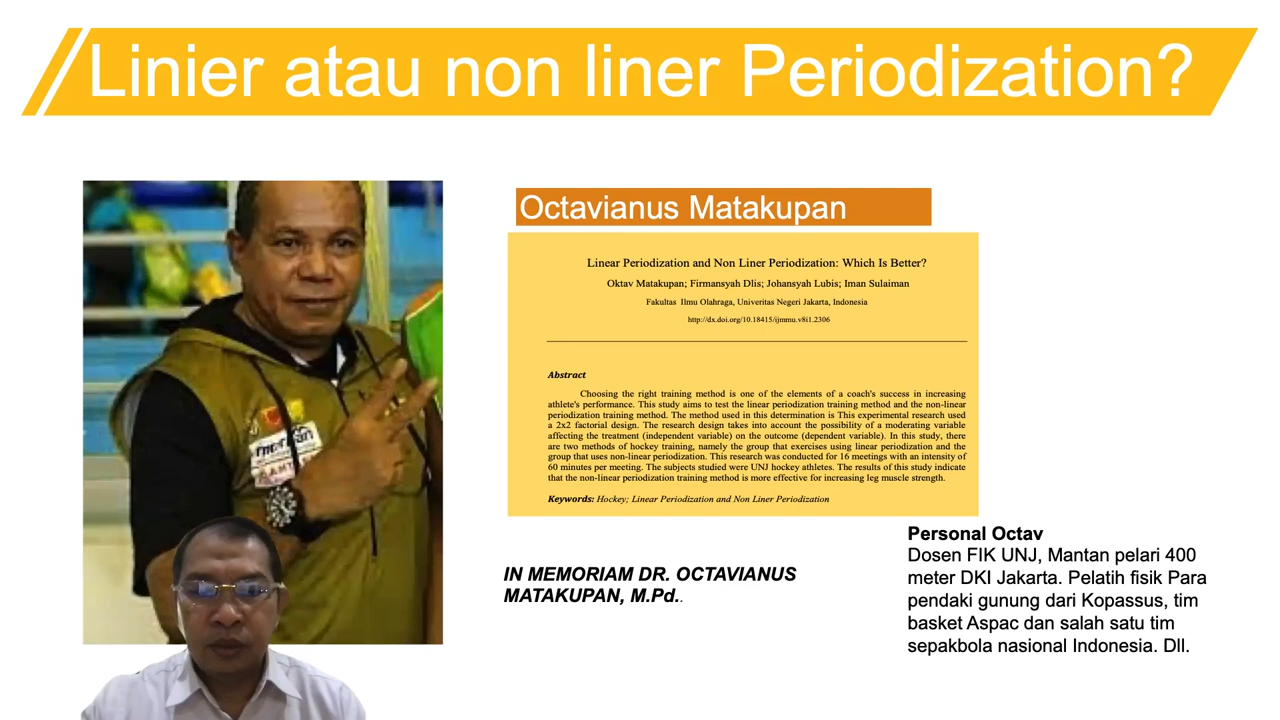 Linier atau non liner Periodization?
Octavianus Matakupan
Linear Periodization and Non Liner Periodization: Which Is Better?
Oktav Matakupan; Firmansyah Dlis; Johansyah Lubis; Iman Sulaiman
Fakultas Ilmu Olahraga, Univeritas Negeri Jakarta, Indonesia
http://dx.doi.org/10.18415/ijmmu.v8i1.2306
Abstract
Choosing the right training method is one of the elements of a coach's success in increasing
athlete's performance. This study aims to test the linear periodization training method and the non-linear
periodization training method. The method used in this determination is This experimental research used
a 2x2 factorial design. The research design takes into account the possibility of a moderating variable
affecting the treatment (independent variable) on the outcome (dependent variable). In this study, there
are two methods of hockey training, namely the group that exercises using linear periodization and the
group that uses non-linear periodization. This research was conducted for 16 meetings with an intensity of
60 minutes per meeting. The subjects studied were UNJ hockey athletes. The results of this study indicate
that the non-linear periodization training method is more effective for increasing leg muscle strength.
Keywords: Hockey; Linear Periodization and Non Liner Periodization
IN MEMORIAM DR. OCTAVIANUS
MATAKUPAN, M.Pd..
Personal Octav
Dosen FIK UNJ, Mantan pelari 400
meter DKI Jakarta. Pelatih fisik Para
pendaki gunung dari Kopassus, tim
basket Aspac dan salah satu tim
sepakbola nasional Indonesia. Dll.